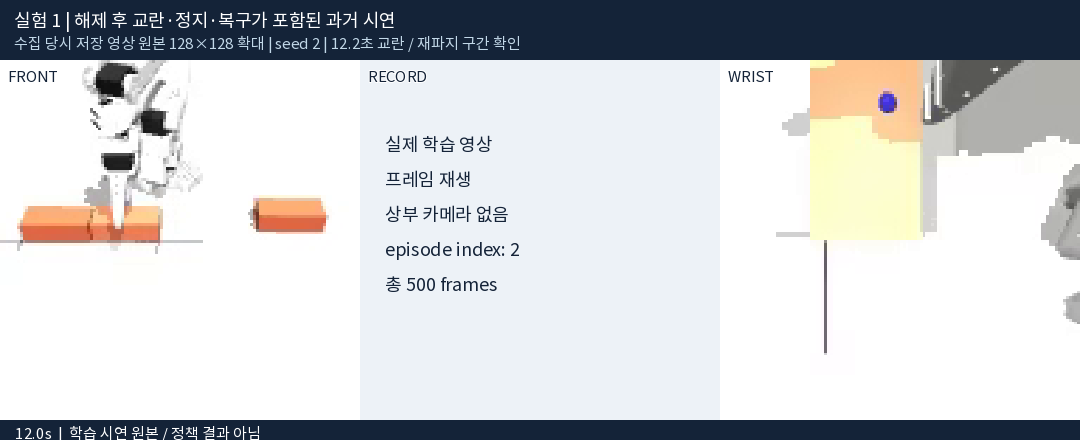 실험 1 | 해제 후 교란·정지·복구가 포함된 과거 시연
수집 당시 저장 영상 원본 128×128 확대 | seed 2 | 12.2초 교란 / 재파지 구간 확인
FRONT
RECORD
WRIST
실제 학습 영상
프레임 재생
상부 카메라 없음
episode index: 2
총 500 frames
12.0s | 학습 시연 원본 / 정책 결과 아님